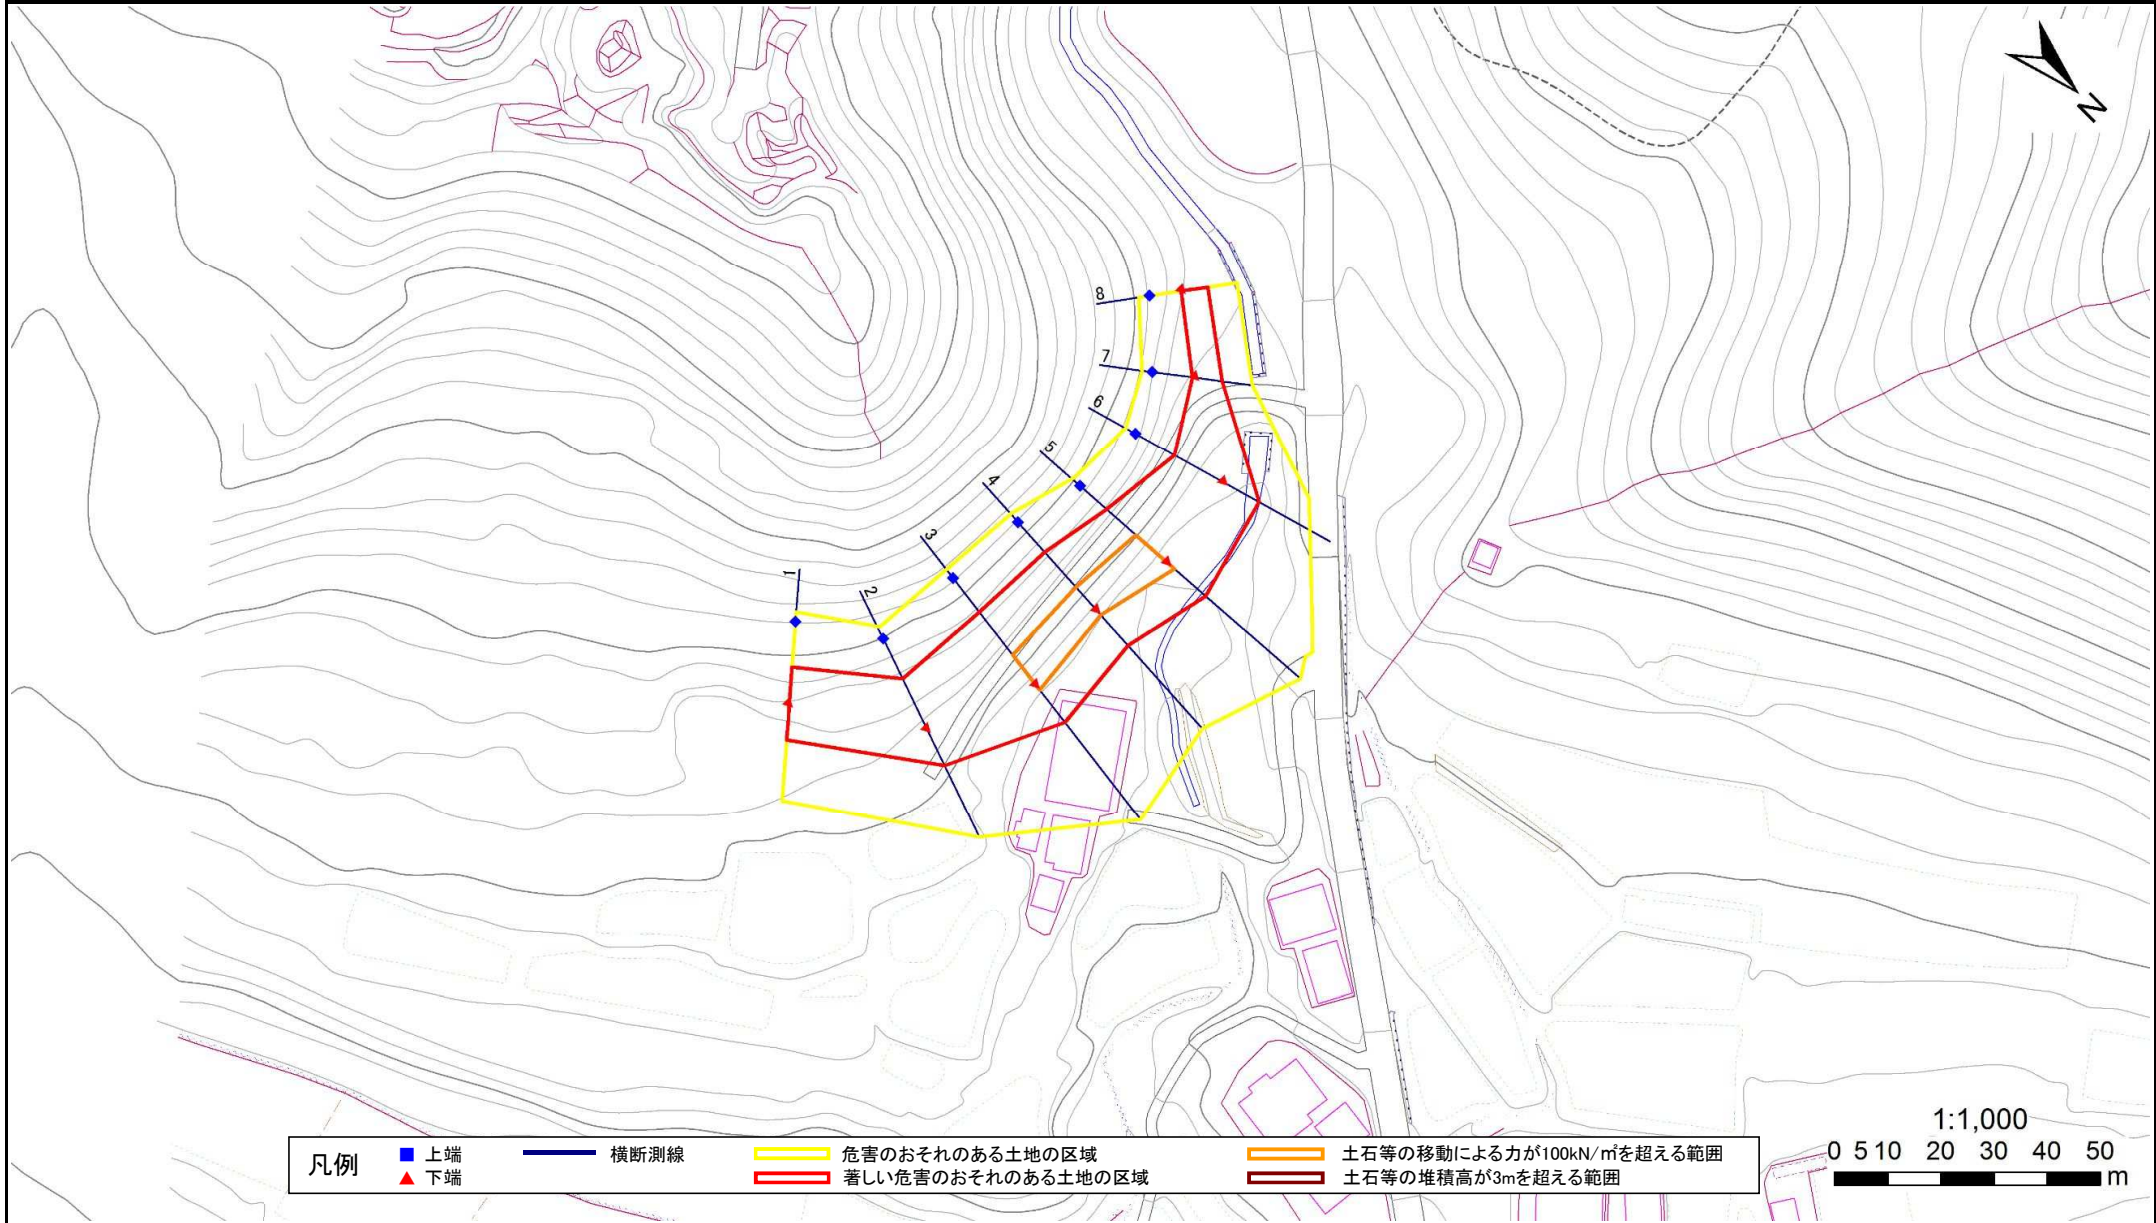 N
8
7
6
5
4
3
2
1
1:1,000
0 5 10 20 30 40 50
m
凡例
上端
下端
横断測線
危害のおそれのある土地の区域
著しい危害のおそれのある土地の区域
土石等の移動による力が100kN/㎡を超える範囲
土石等の堆積高が3mを超える範囲